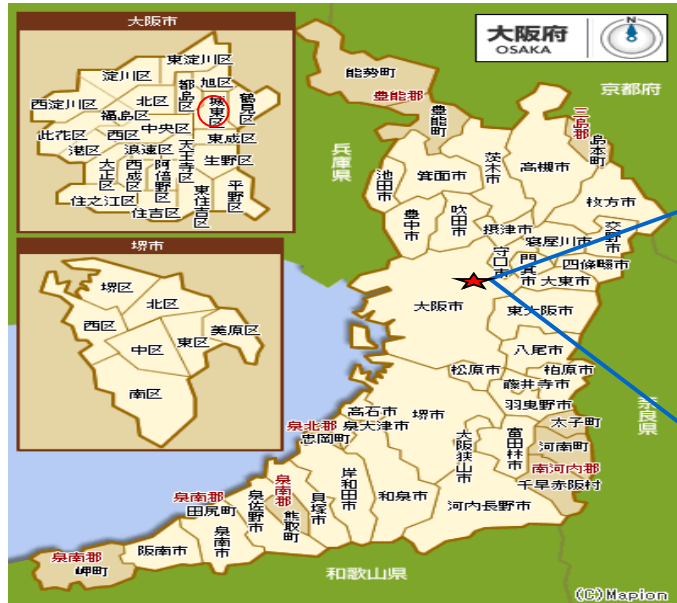 大阪市
東淀川区
淀川区
旭区
都島区
鶴見区
西淀川区
北区
城東区
福島区
此花区
中央区
西区
東成区
港区
浪速区
天王寺区
生野区
大正区
西成区
阿倍野区
平野区
東住吉区
住之江区
住吉区
堺市
堺区
北区
西区
美原区
東区
中区
南区
大阪府
OSAKA
N
京都府
兵庫県
奈良県
和歌山県
能勢町
豊能郡
豊能町
三島郡
島本町
池田市
箕面市
茨木市
高槻市
枚方市
豊中市
吹田市
摂津市
寝屋川市
交野市
守口市
門真市
四條畷市
大東市
大阪市
東大阪市
八尾市
松原市
柏原市
藤井寺市
羽曳野市
太子町
河南町
南河内郡
千早赤阪村
富田林市
大阪狭山市
河内長野市
堺市
高石市
泉大津市
泉北郡
忠岡町
和泉市
岸和田市
貝塚市
泉南郡
熊取町
泉佐野市
泉南郡
田尻町
泉南市
阪南市
泉南郡
岬町
(C)Mapion